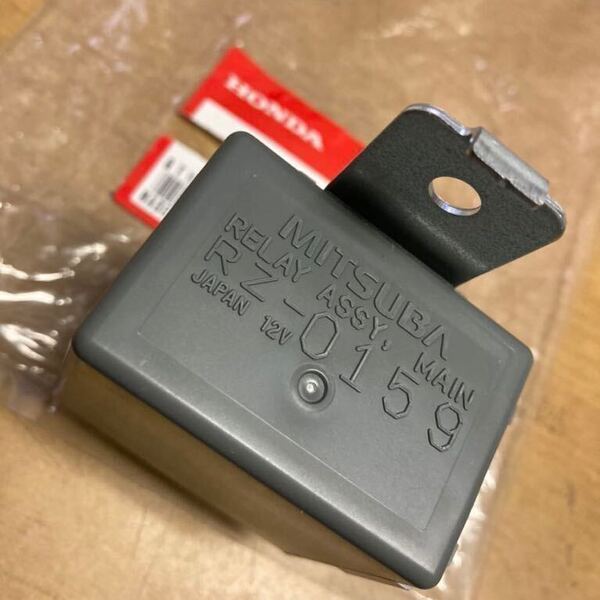 HONDA
MITSUBA
RELAY ASSY, MAIN
RZ-0159
JAPAN 12V